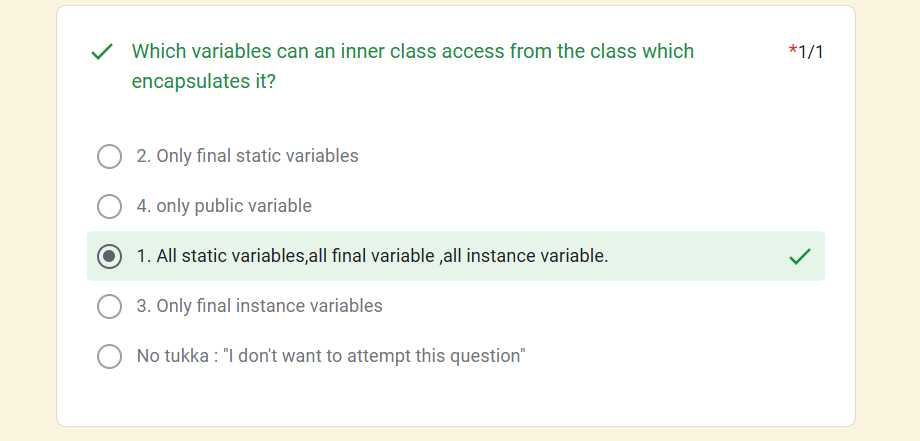 Which variables can an inner class access from the class which
*1/1
encapsulates it?
2. Only final static variables
4. only public variable
1. All static variables,all final variable ,all instance variable.
3. Only final instance variables
No tukka : "I don't want to attempt this question"